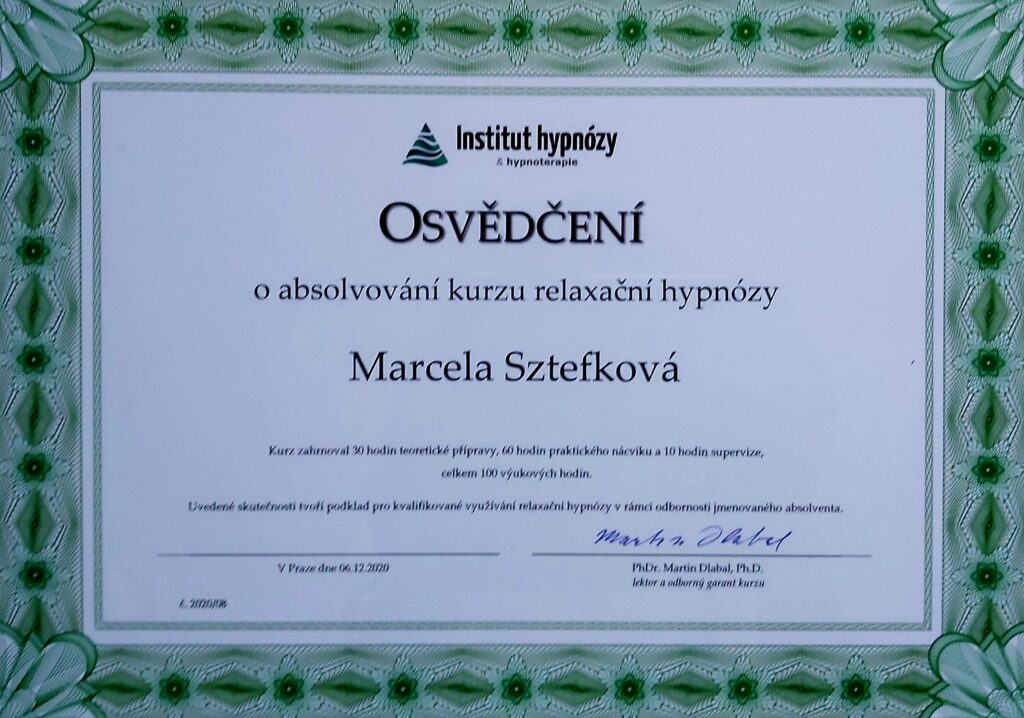 Institut hypnózy
& hypnoterapie
OSVĚDČENÍ
o absolvování kurzu relaxační hypnózy
Marcela Sztefková
Kurz zahrnoval 30 hodin teoretické přípravy, 60 hodin praktického nácviku a 10 hodin supervize,
celkem 100 výukových hodin.
Uvedené skutečnosti tvoří podklad pro kvalifikované využívání relaxační hypnózy v rámci odbornosti jmenovaného absolventa.
Martin Dlabal
V Praze dne 06.12.2020
PhDr. Martin Dlabal, Ph.D.
lektor a odborný garant kurzu
č. 2020/08